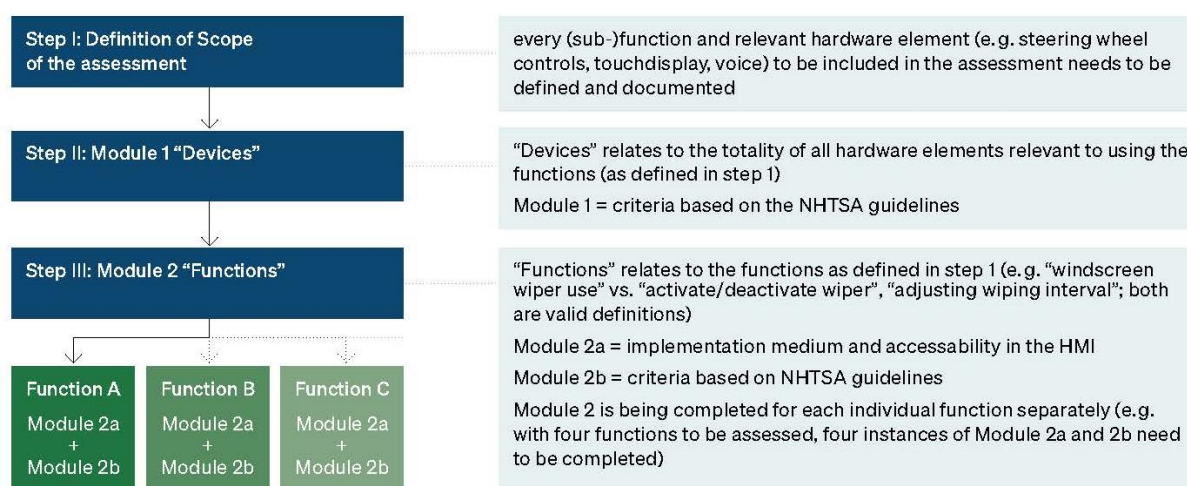 Step I: Definition of Scope
of the assessment
every (sub-)function and relevant hardware element (e. g. steering wheel
controls, touchdisplay, voice) to be included in the assessment needs to be
defined and documented
Step II: Module 1 “Devices”
“Devices” relates to the totality of all hardware elements relevant to using the
functions (as defined in step 1)
Module 1 = criteria based on the NHTSA guidelines
Step III: Module 2 “Functions”
“Functions” relates to the functions as defined in step 1 (e. g. “windscreen
wiper use” vs. “activate/deactivate wiper”, “adjusting wiping interval”; both
are valid definitions)
Module 2a = implementation medium and accessability in the HMI
Module 2b = criteria based on NHTSA guidelines
Module 2 is being completed for each individual function separately (e. g.
with four functions to be assessed, four instances of Module 2a and 2b need
to be completed)
Function A
Module 2a
+
Module 2b
Function B
Module 2a
+
Module 2b
Function C
Module 2a
+
Module 2b